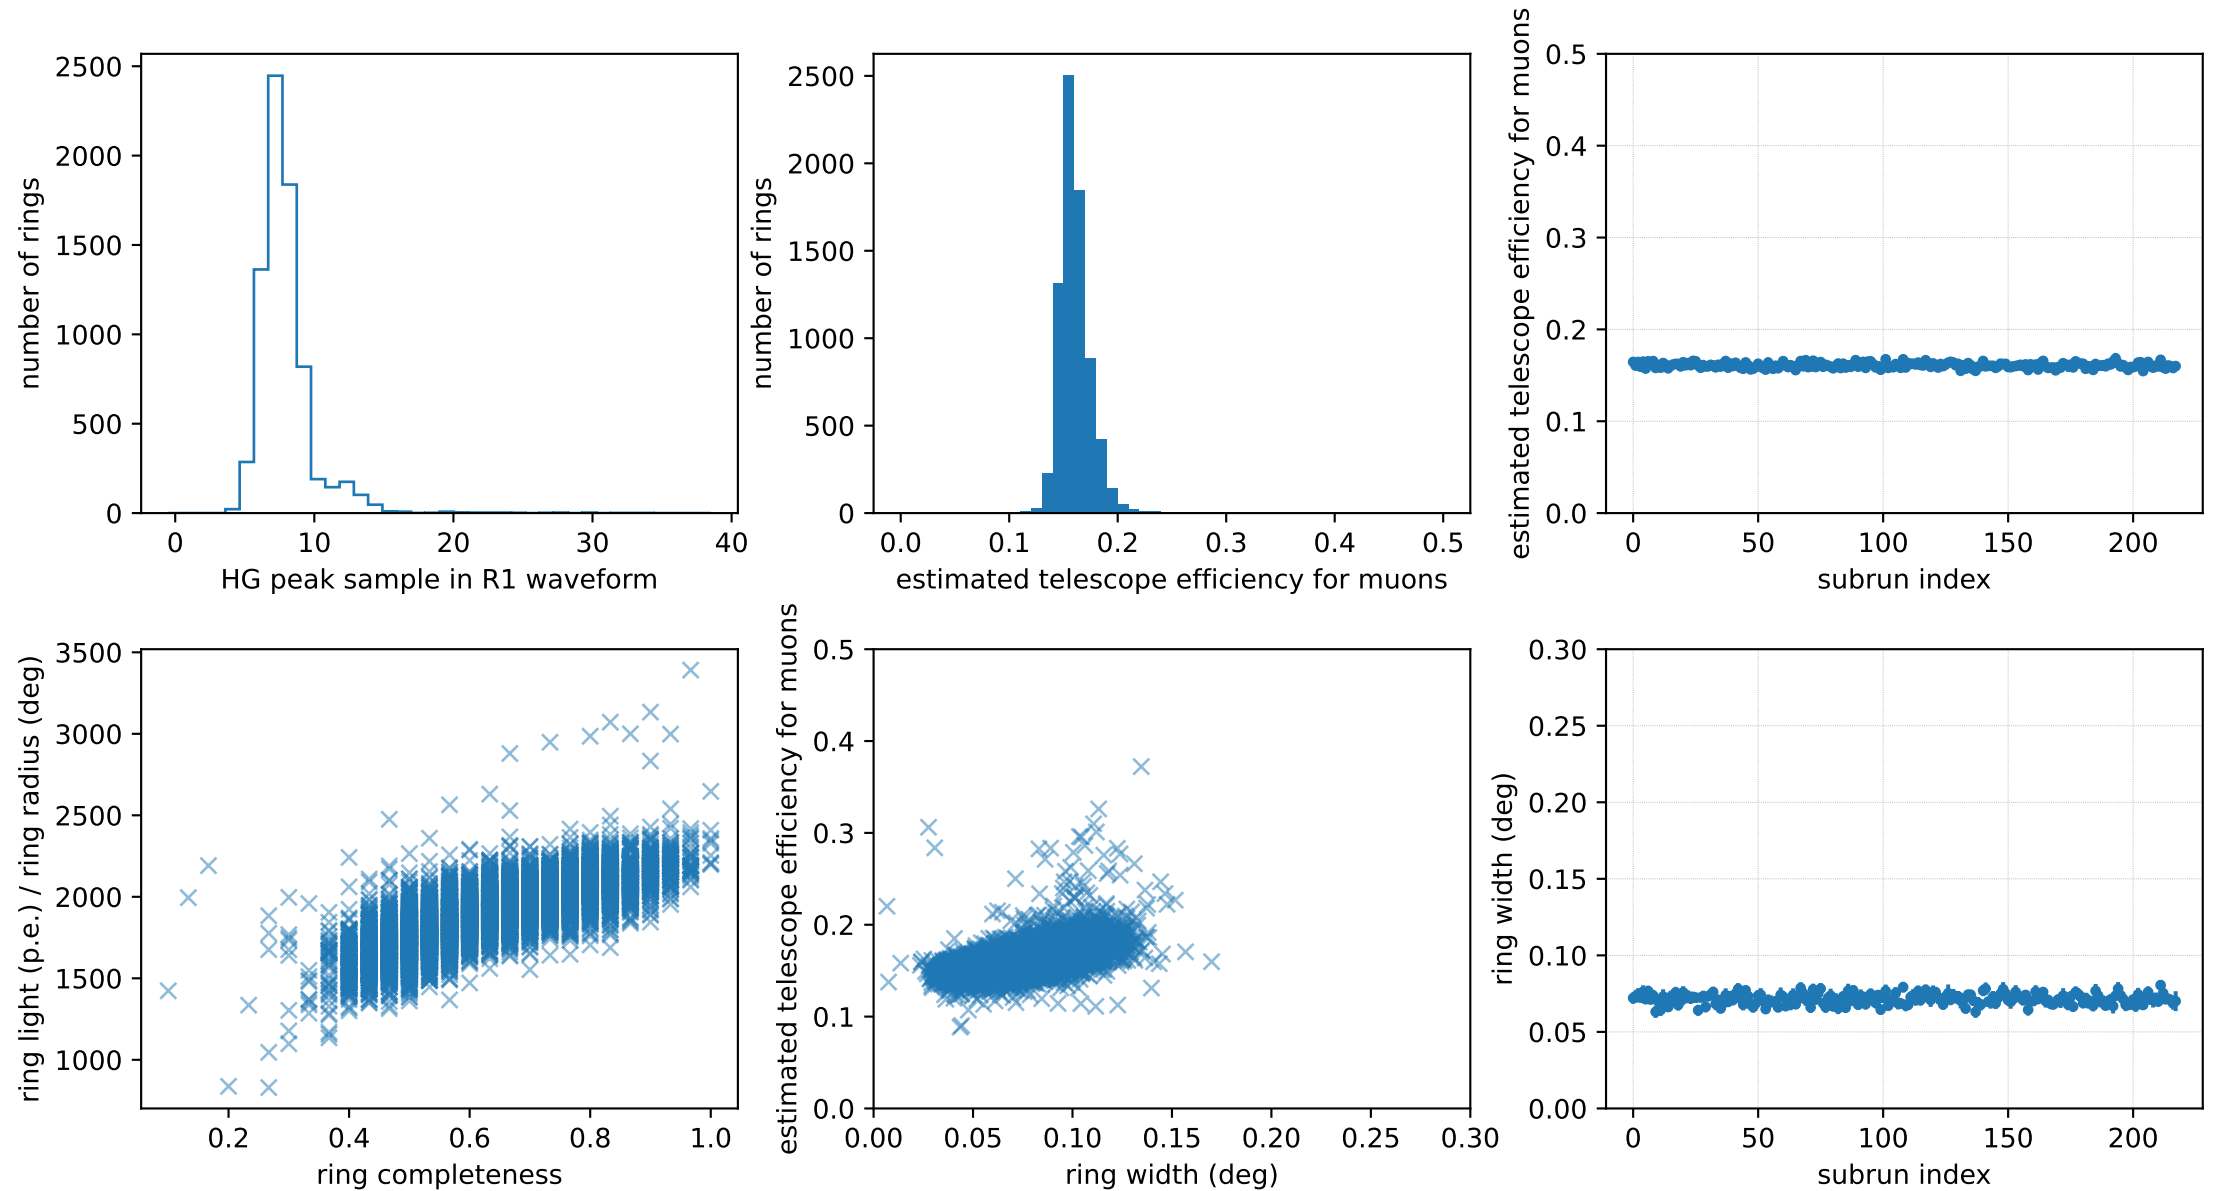 2500
2000
1500
1000
500
0
number of rings
0 10 20 30 40
HG peak sample in R1 waveform
2500
2000
1500
1000
500
0
number of rings
0.0 0.1 0.2 0.3 0.4 0.5
estimated telescope efficiency for muons
0.5
0.4
0.3
0.2
0.1
0.0
estimated telescope efficiency for muons
0 50 100 150 200
subrun index
3500
3000
2500
2000
1500
1000
ring light (p.e.) / ring radius (deg)
0.2 0.4 0.6 0.8 1.0
ring completeness
0.5
0.4
0.3
0.2
0.1
0.0
estimated telescope efficiency for muons
0.00 0.05 0.10 0.15 0.20 0.25 0.30
ring width (deg)
0.30
0.25
0.20
0.15
0.10
0.05
0.00
ring width (deg)
0 50 100 150 200
subrun index